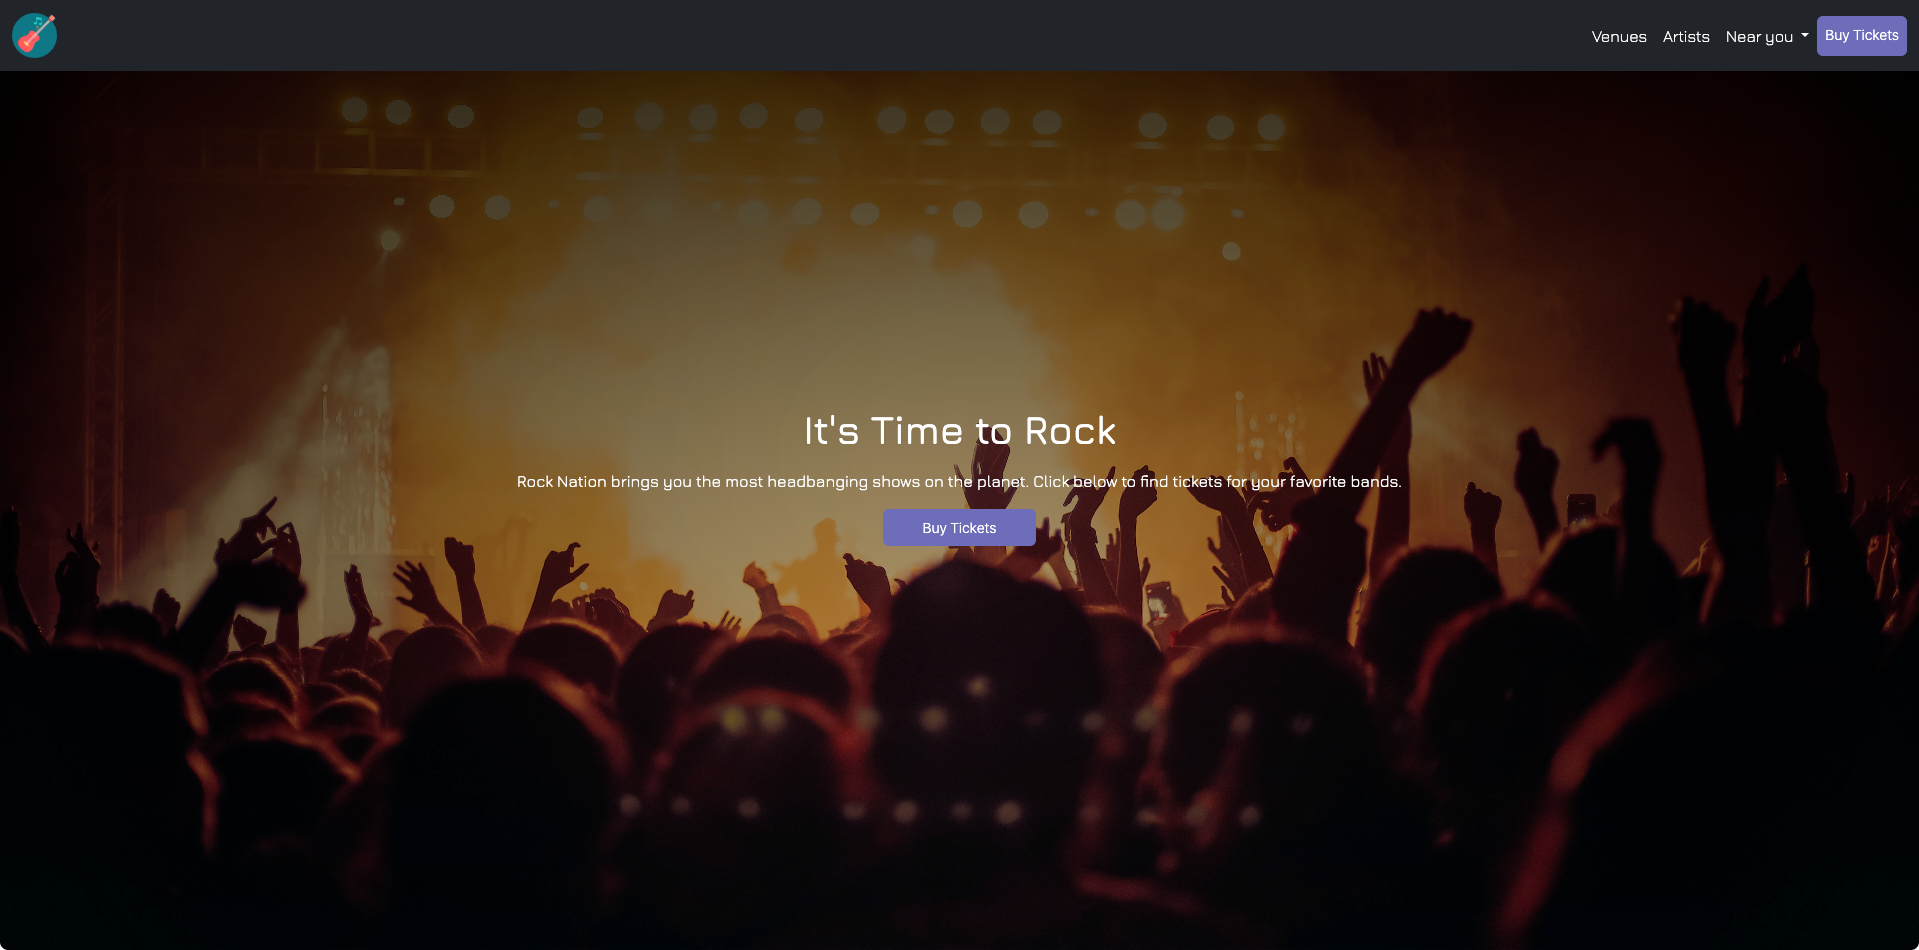 Venues
Artists
Near you
Buy Tickets
It's Time to Rock
Rock Nation brings you the most headbanging shows on the planet. Click below to find tickets for your favorite bands.
Buy Tickets